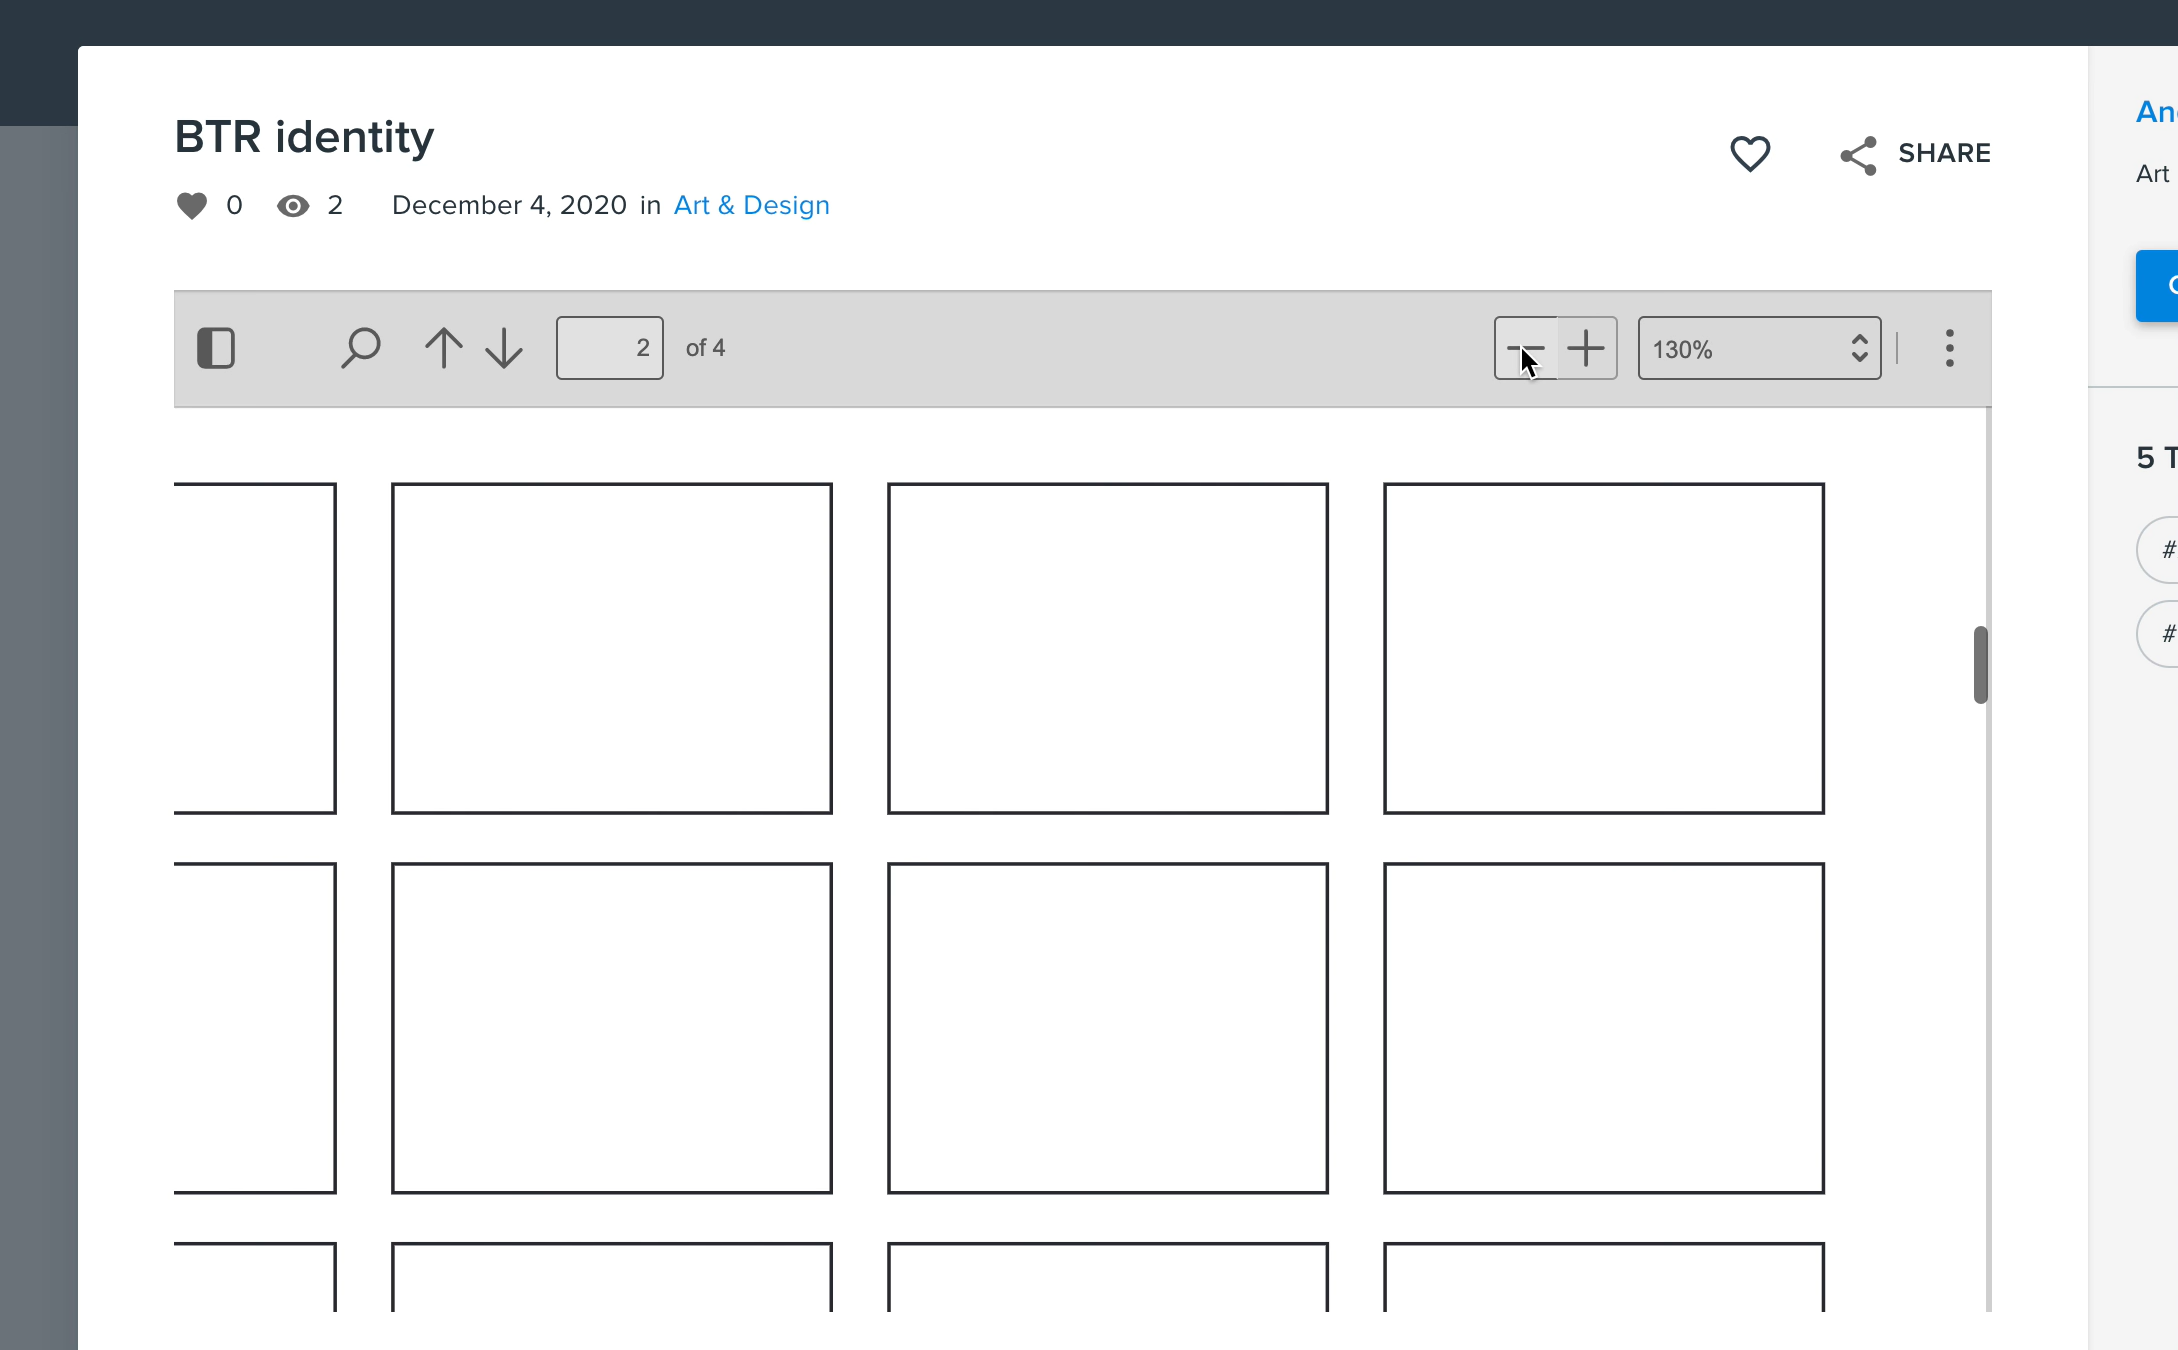 BTR identity
0 2 December 4, 2020 in Art & Design
SHARE
2 of 4
130%
Art
5
#
#